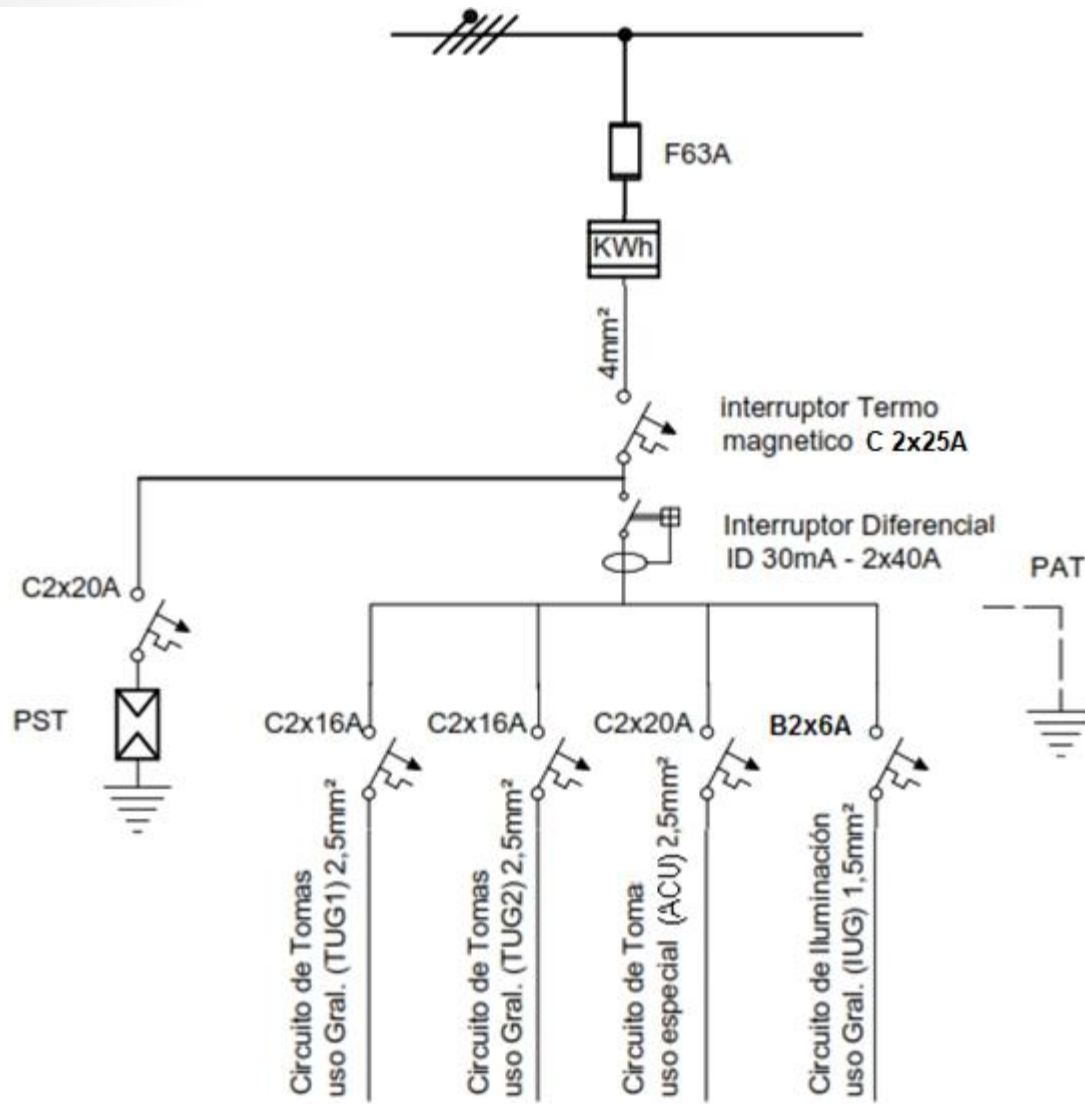 F63A
KWh
4mm²
interruptor Termo
magnetico C 2x25A
Interruptor Diferencial
ID 30mA - 2x40A
PAT
C2x20A
PST
C2x16A
C2x16A
C2x20A
B2x6A
Circuito de Tomas
uso Gral. (TUG1) 2,5mm²
Circuito de Tomas
uso Gral. (TUG2) 2,5mm²
Circuito de Toma
uso especial (ACU) 2,5mm²
Circuito de Iluminación
uso Gral. (IUG) 1,5mm²